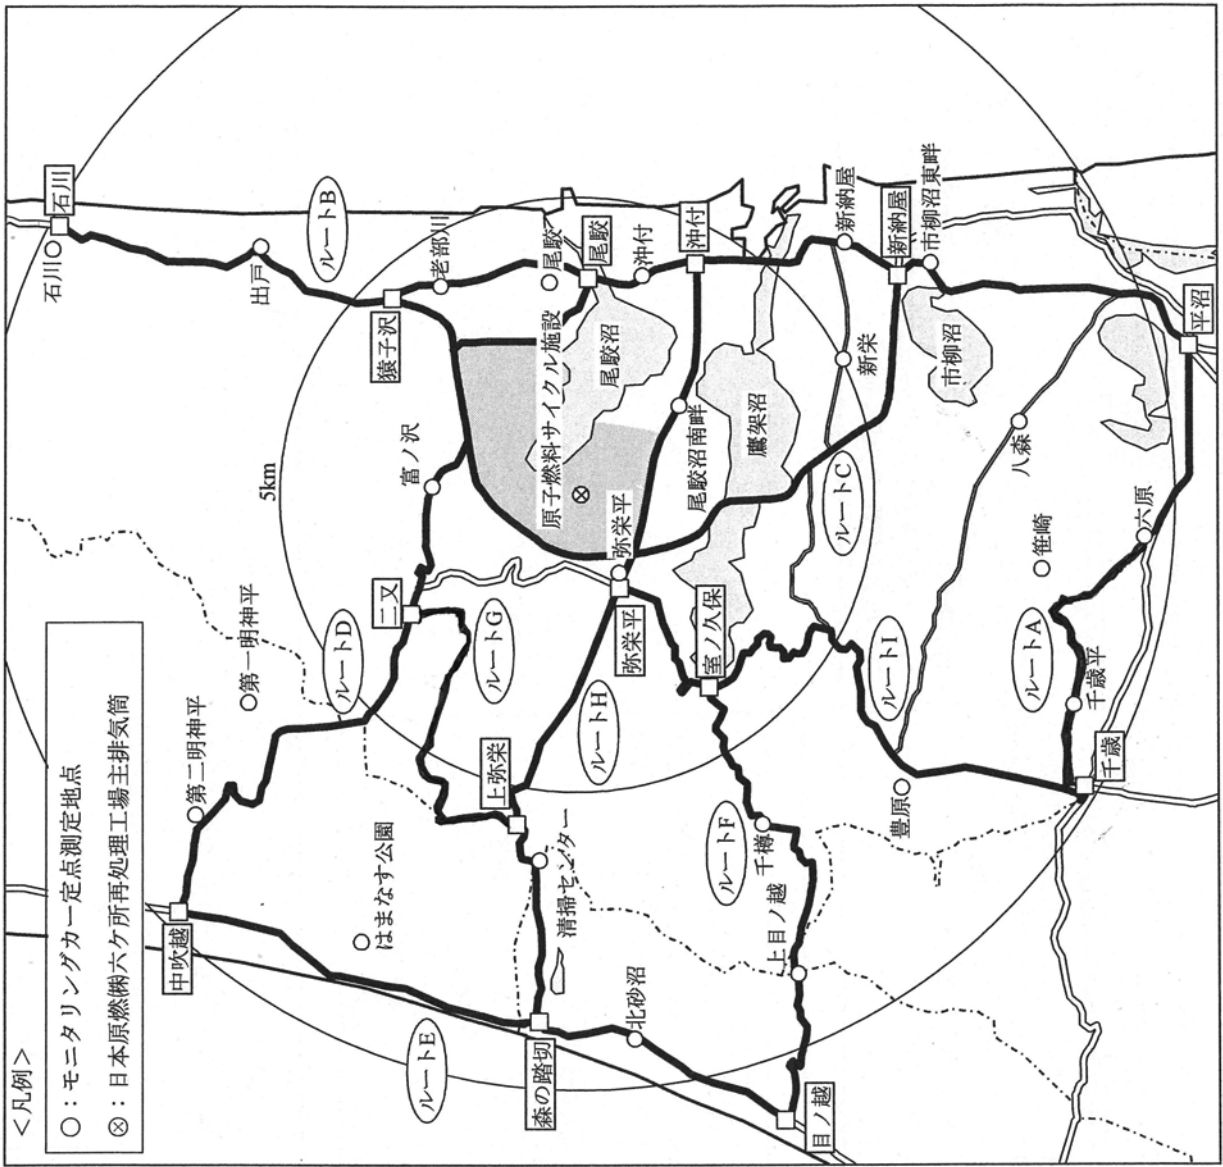 ＜凡例＞
○：モニタリングカー定点測定地点
⊗：日本原燃㈱六ケ所再処理工場主排気筒
石川
石川
出戸
ルートB
猿子沢
老部川
尾駮
尾駮
沖付
沖付
新納屋
新納屋
市柳沼東畔
平沼
5km
富ノ沢
原子燃料サイクル施設
尾駮沼
尾駮沼南畔
鷹架沼
新栄
市柳沼
八森
六原
笹崎
ルートC
二又
第一明神平
ルートD
ルートG
弥栄平
弥栄平
室ノ久保
ルートI
ルートA
千歳平
千歳
第二明神平
上弥栄
ルートH
ルートF
千樽
豊原
中吹越
はまなす公園
清掃センター
上目ノ越
北砂沼
ルートE
森の踏切
目ノ越